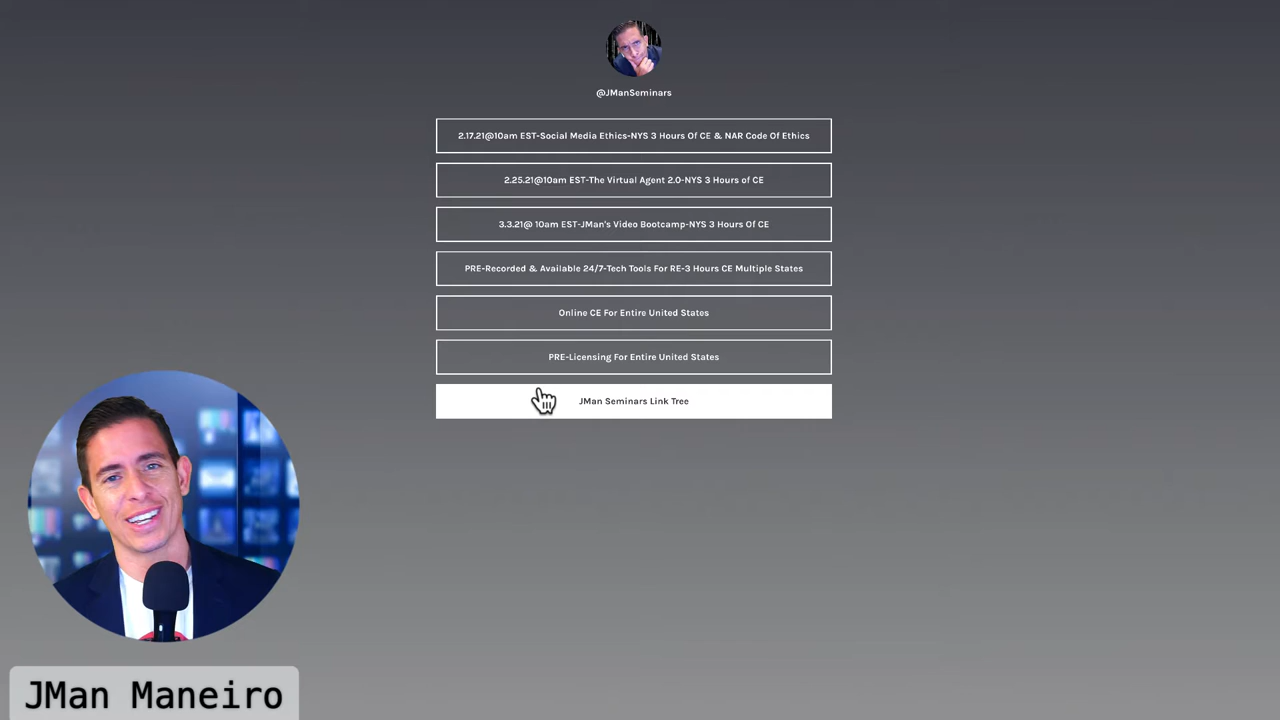 @JManSeminars
2.17.21@10am EST-Social Media Ethics-NYS 3 Hours Of CE & NAR Code Of Ethics
2.25.21@10am EST-The Virtual Agent 2.0-NYS 3 Hours of CE
3.3.21@ 10am EST-JMan's Video Bootcamp-NYS 3 Hours Of CE
PRE-Recorded & Available 24/7-Tech Tools For RE-3 Hours CE Multiple States
Online CE For Entire United States
PRE-Licensing For Entire United States
JMan Seminars Link Tree
JMan Maneiro